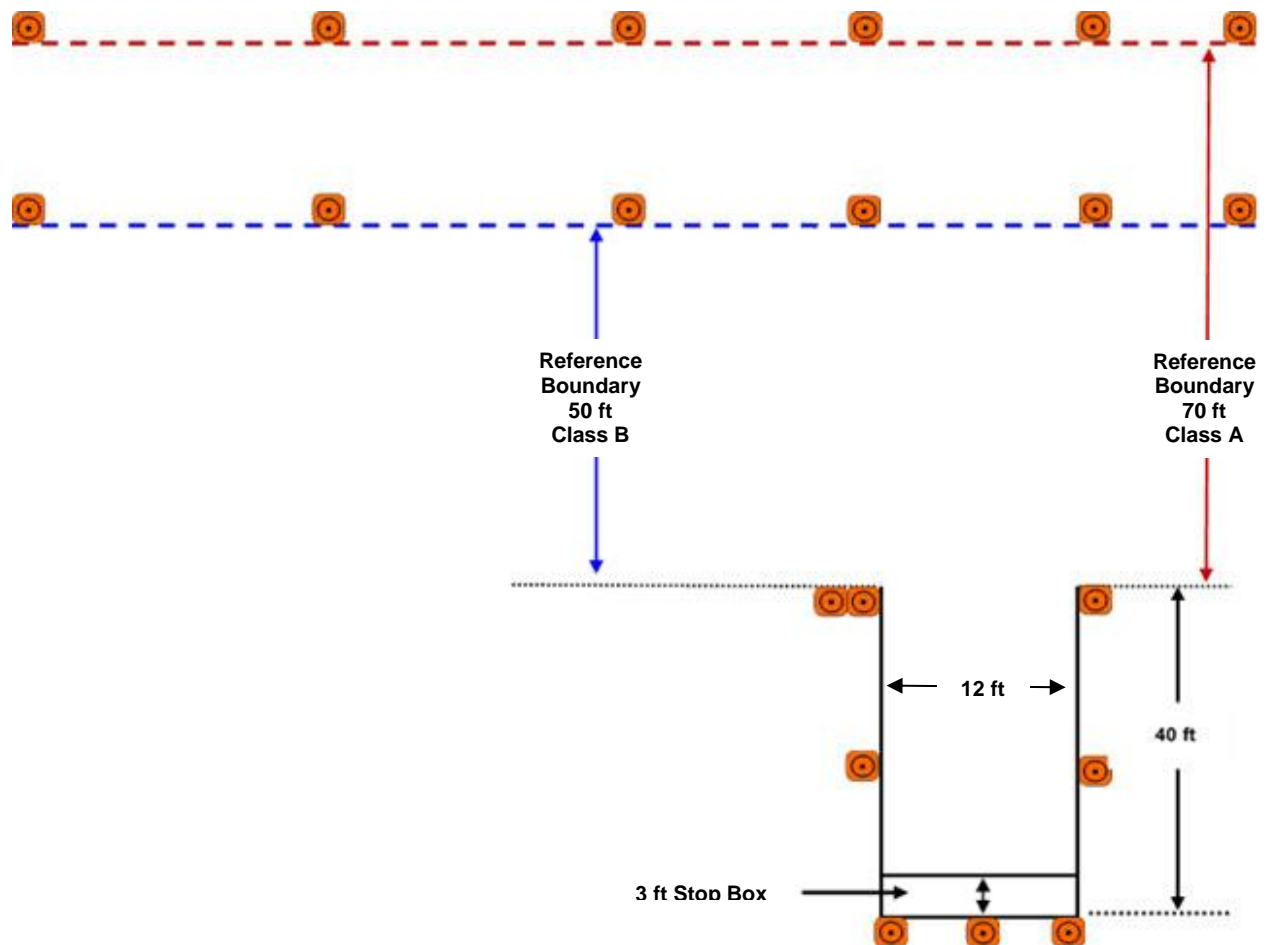 Reference
Boundary
50 ft
Class B
Reference
Boundary
70 ft
Class A
12 ft
40 ft
3 ft Stop Box